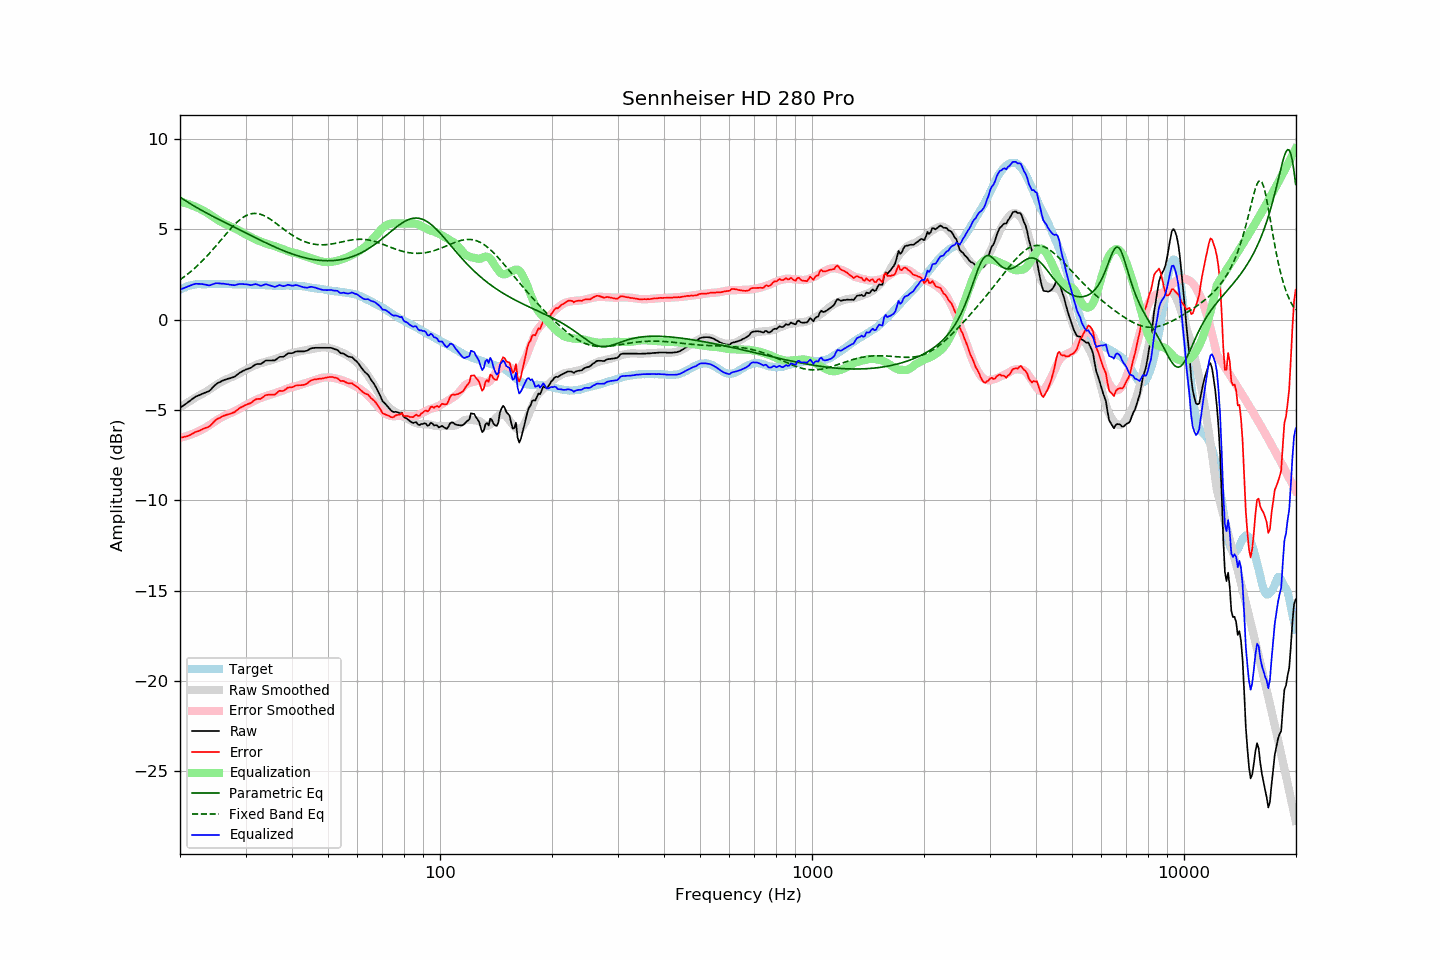 Sennheiser HD 280 Pro
10
5
0
−5
−10
−15
−20
−25
Amplitude (dBr)
Target
Raw Smoothed
Error Smoothed
Raw
Error
Equalization
Parametric Eq
Fixed Band Eq
Equalized
100
1000
10000
Frequency (Hz)